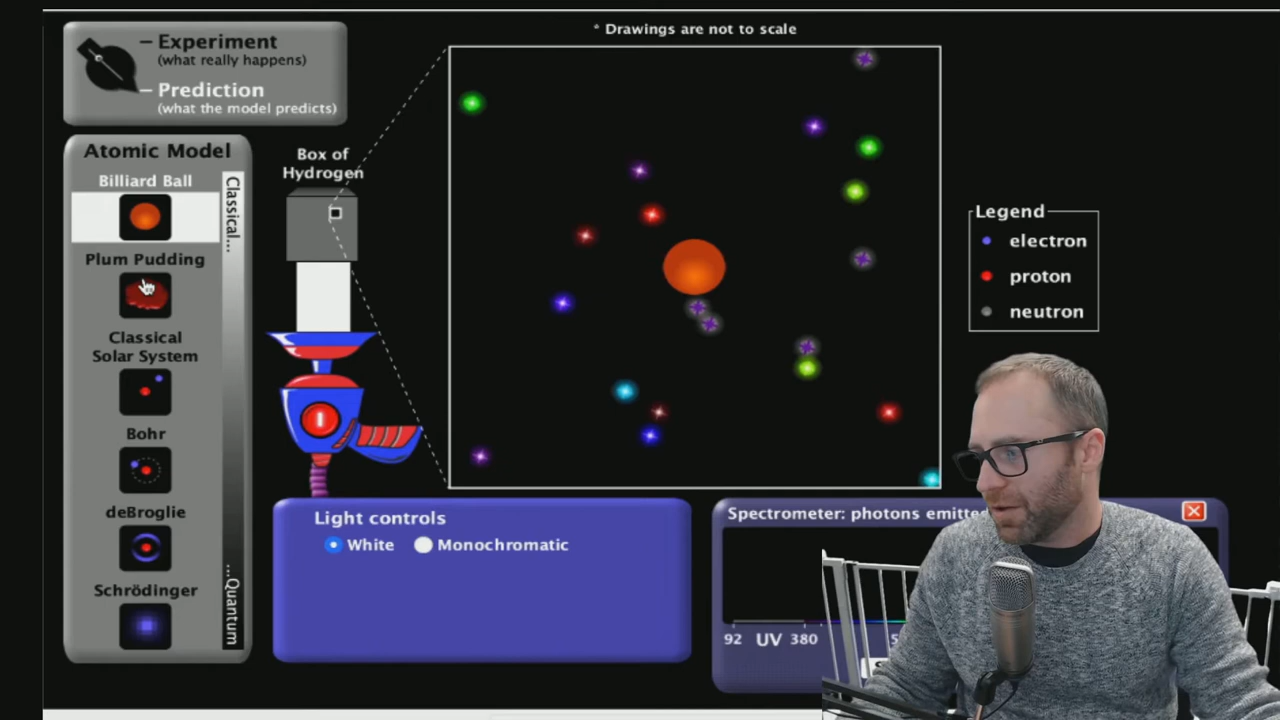 * Drawings are not to scale
Experiment
(what really happens)
Prediction
(what the model predicts)
Atomic Model
Billiard Ball
Plum Pudding
Classical
Solar System
Bohr
deBroglie
Schrödinger
Classical...
...Quantum
Box of
Hydrogen
Legend
electron
proton
neutron
Light controls
White
Monochromatic
Spectrometer: photons emitted
92 UV 380